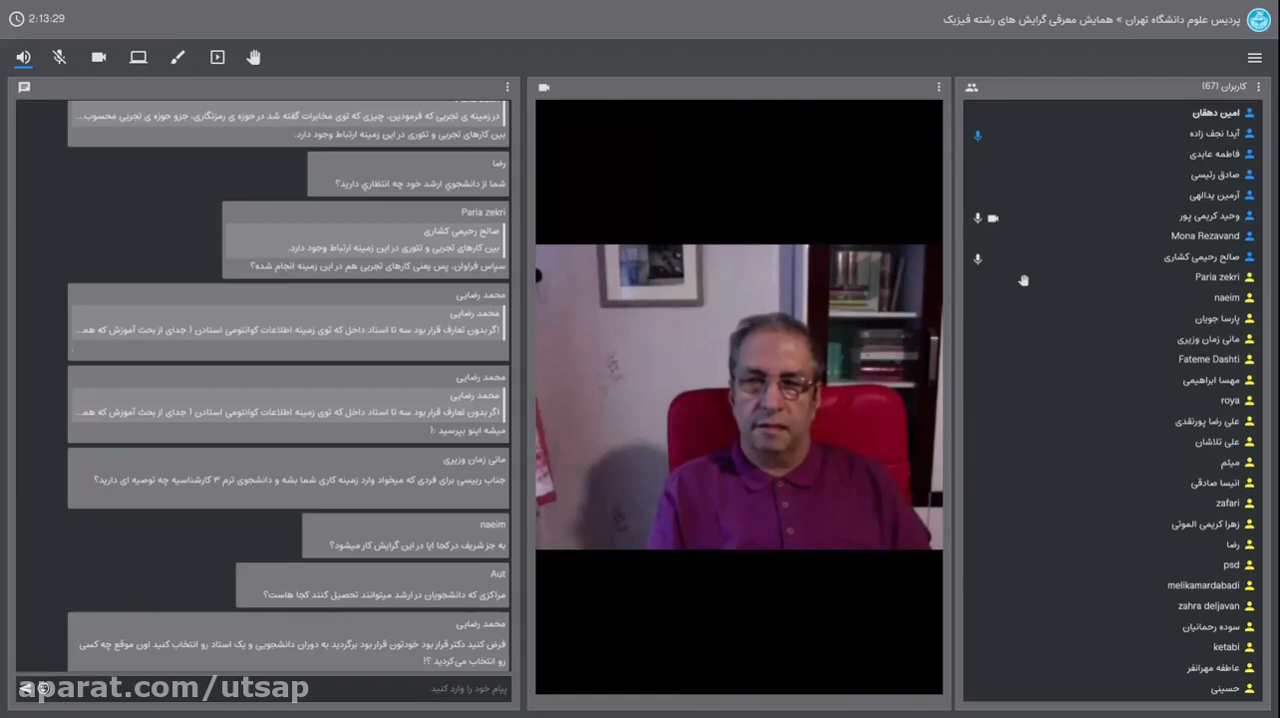 2:13:29
پردیس علوم دانشگاه تهران » همایش معرفی گرایش های رشته فیزیک
در زمینه ی تجربی که فرمودین، چیزی که توی مخابرات گفته شد در حوزه ی رمزنگاری، جزو حوزه ی تجربی محسوب...
بین کارهای تجربی و تئوری در این زمینه ارتباط وجود دارد.
رضا
شما از دانشجوي ارشد خود چه انتظاري داريد؟
Paria zekri
صالح رحیمی کشاری
بین کارهای تجربی و تئوری در این زمینه ارتباط وجود دارد.
سپاس فراوان، پس یعنی کارهای تجربی هم در این زمینه انجام شده؟
محمد رضایی
محمد رضایی
اگر بدون تعارف قرار بود سه تا استاد داخل که توی زمینه اطلاعات کوانتومی استادن ( جدای از بحث آموزش که همـ...
.
محمد رضایی
محمد رضایی
اگر بدون تعارف قرار بود سه تا استاد داخل که توی زمینه اطلاعات کوانتومی استادن ( جدای از بحث آموزش که همـ...
میشه اینو بپرسید :(
مانی زمان وزیری
جناب رییسی برای فردی که میخواد وارد زمینه کاری شما بشه و دانشجوی ترم ۳ کارشناسیه چه توصیه ای دارید؟
naeim
به جز شریف در کجا ایا در این گرایش کار میشود؟
Aut
مراکزی که دانشجویان در ارشد میتوانند تحصیل کنند کجا هاست؟
محمد رضایی
فرض کنید دکتر قرار بود خودتون قرار بود برگردید به دوران دانشجویی و یک استاد رو انتخاب کنید اون موقع چه کسی
رو انتخاب می کردید ؟!
پیام خود را وارد کنید.
aparat.com/utsap
کاربران (67)
امین دهقان
آیدا نجف زاده
فاطمه عابدی
صادق رئیسی
آرمین یدالهی
وحید کریمی پور
Mona Rezavand
صالح رحیمی کشاری
Paria zekri
naeim
پارسا جویان
مانی زمان وزیری
Fateme Dashti
مهسا ابراهیمی
roya
علی رضا پورنقدی
علی تلاشان
میثم
انیسا صادقی
zafari
زهرا کریمی الموتی
رضا
psd
melikamardabadi
zahra deljavan
سوده رحمانیان
ketabi
عاطفه مهرانفر
حسینی